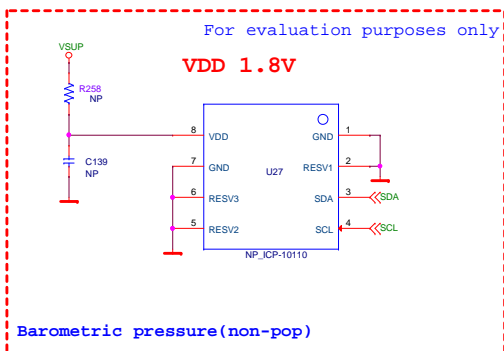 For evaluation purposes only
VSUP
VDD 1.8V
R258
NP
8 VDD GND 1
C139
NP
7 GND U27 RESV1 2
6 RESV3 SDA 3 SDA
5 RESV2 SCL 4 SCL
NP_ICP-10110
Barometric pressure(non-pop)